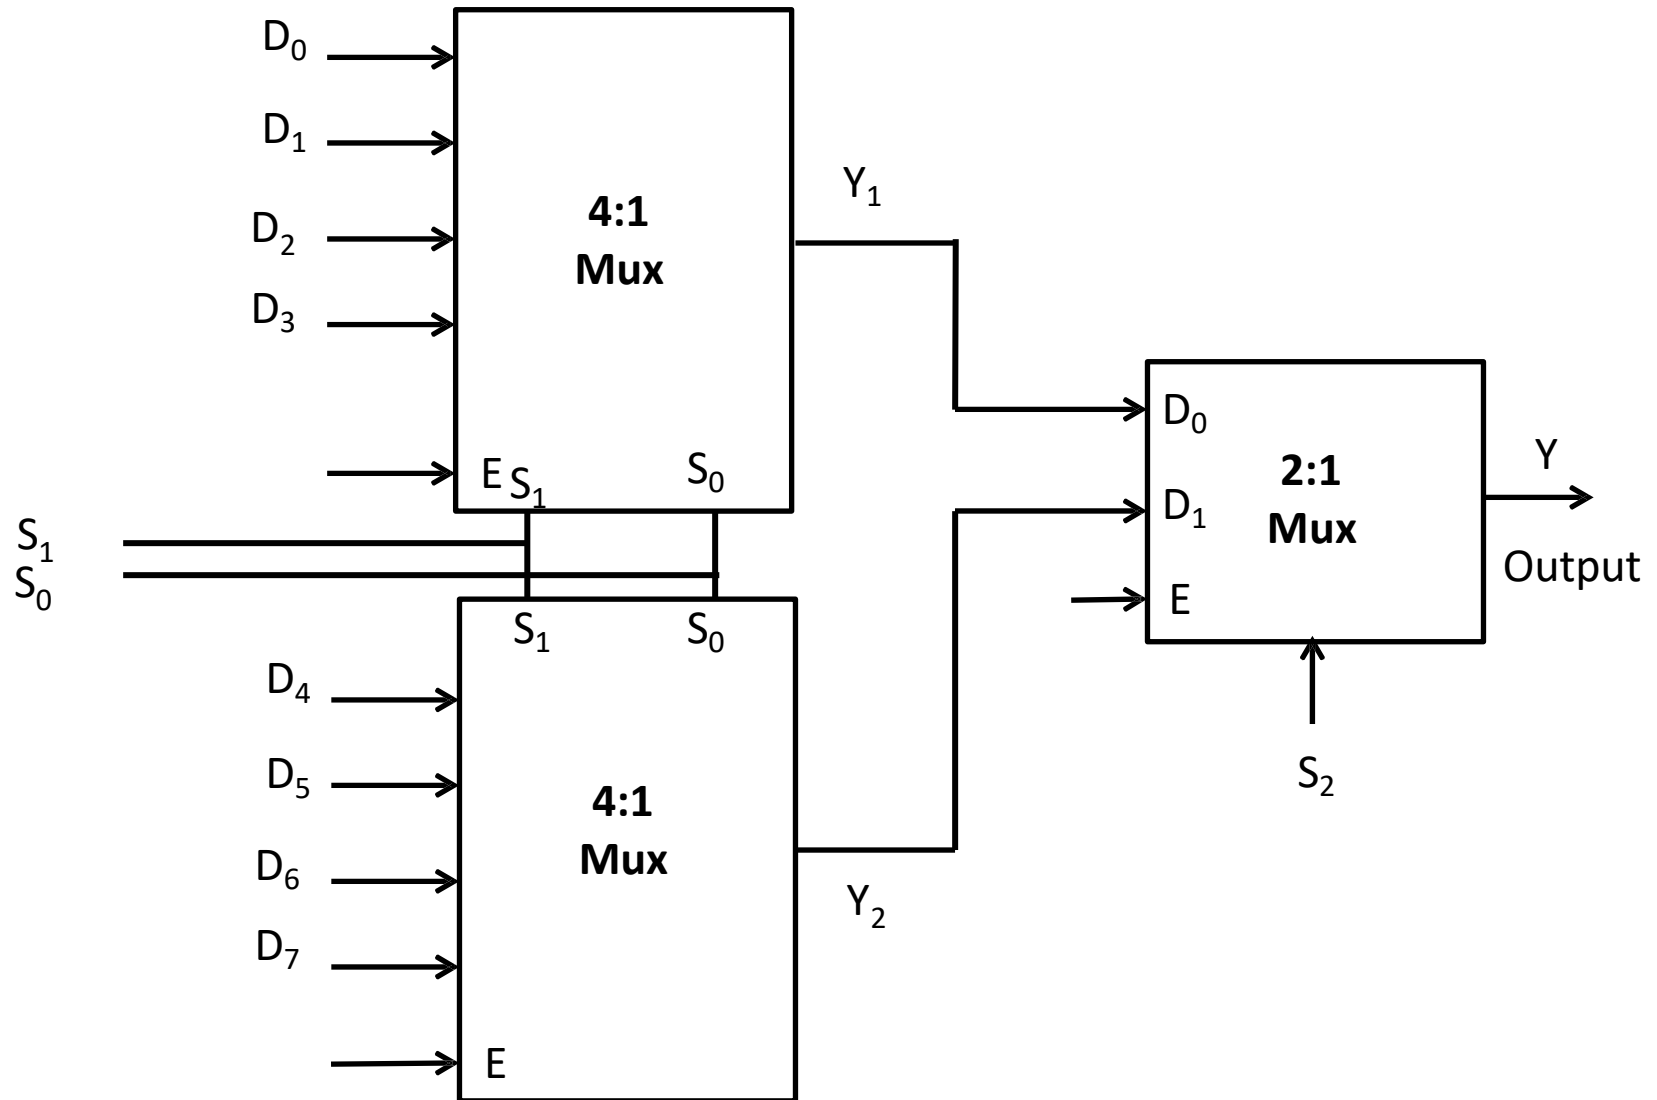 D₀
D₁
D₂
D₃
4:1
Mux
E S₁ S₀
Y₁
S₁
S₀
S₁ S₀
D₄
D₅
D₆
D₇
4:1
Mux
E
Y₂
D₀
D₁
E
2:1
Mux
S₂
Y
Output